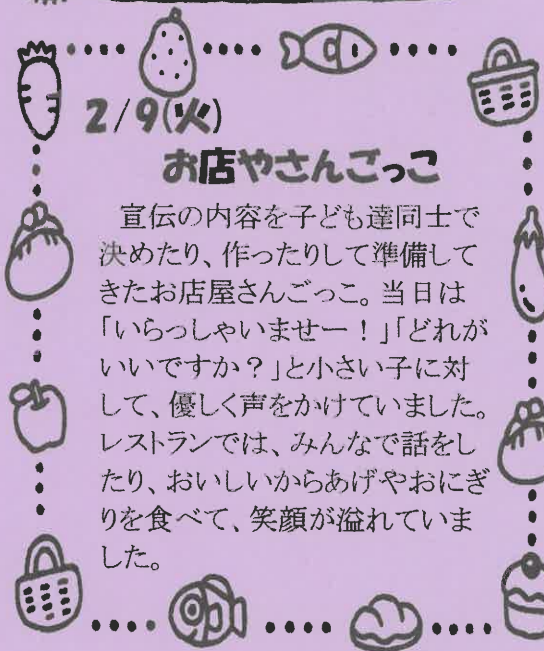 2/9(火)
お店やさんごっこ
宣伝の内容を子ども達同士で
決めたり、作ったりして準備して
きたお店屋さんごっこ。当日は
「いらっしゃいませー！」「どれが
いいですか？」と小さい子に対
して、優しく声をかけていました。
レストランでは、みんなで話をし
たり、おいしいからあげやおにぎ
りを食べて、笑顔が溢れていま
した。